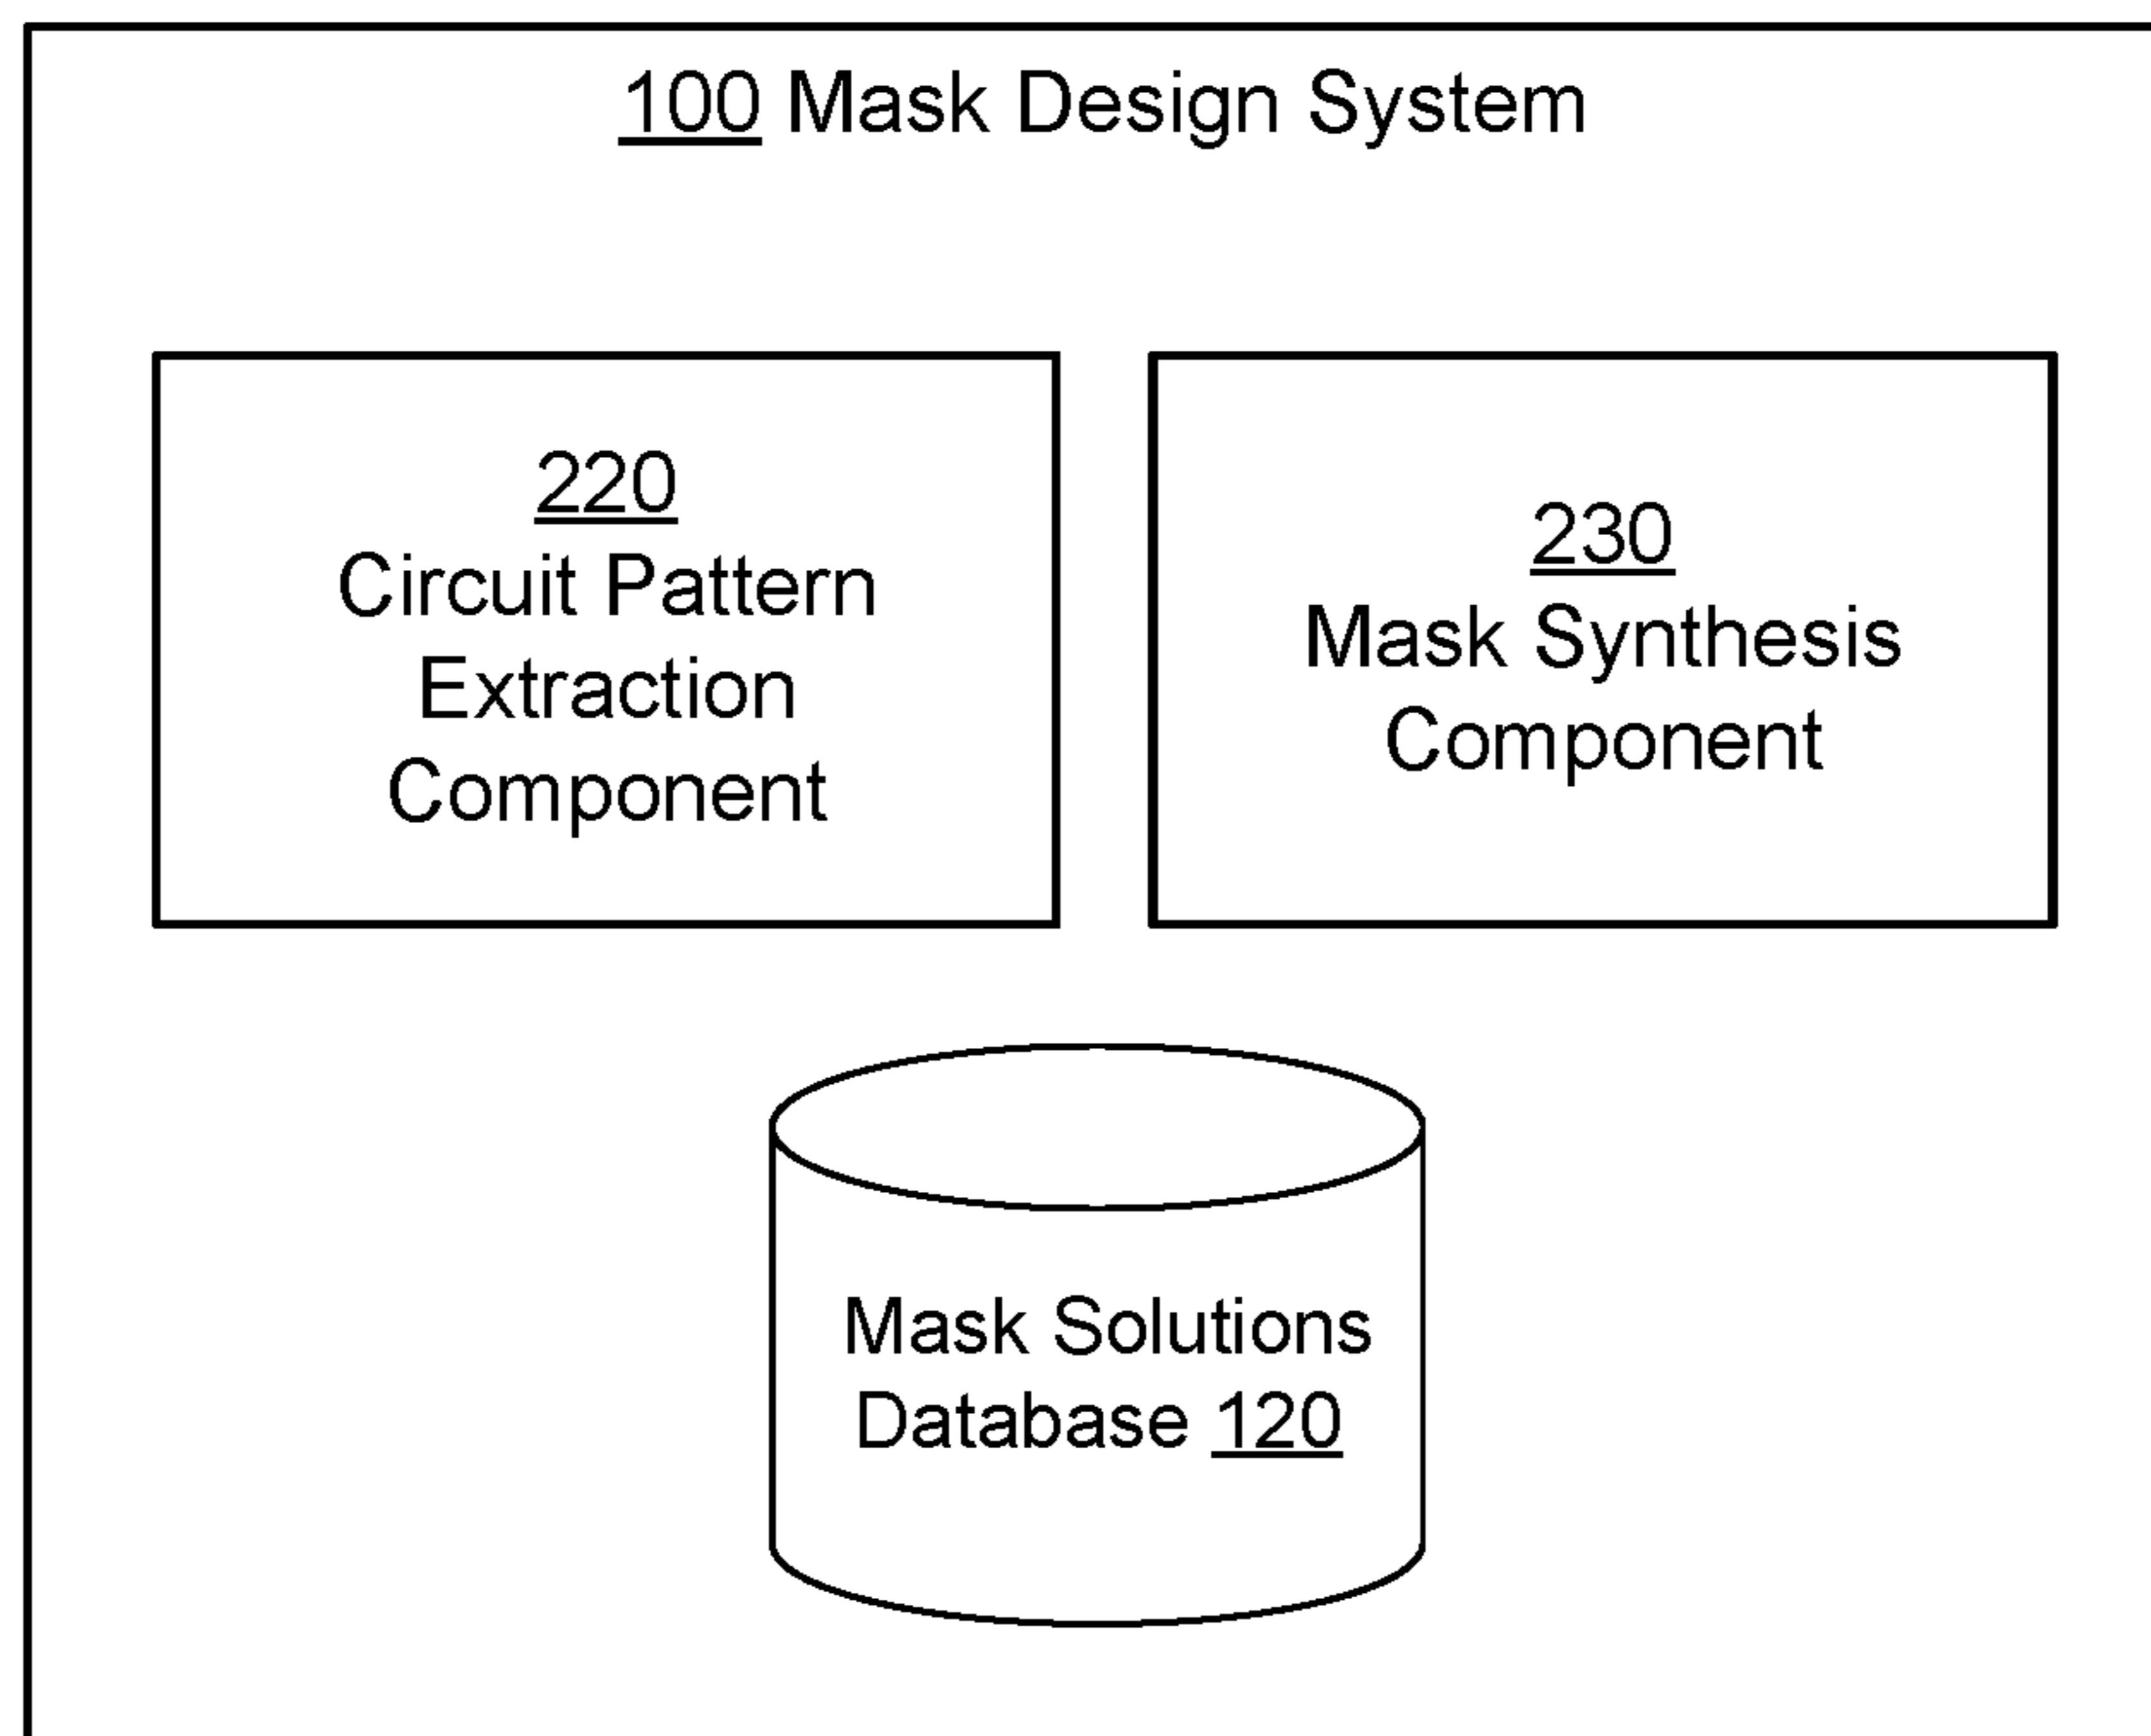 100 Mask Design System
220
Circuit Pattern
Extraction
Component
230
Mask Synthesis
Component
Mask Solutions
Database 120